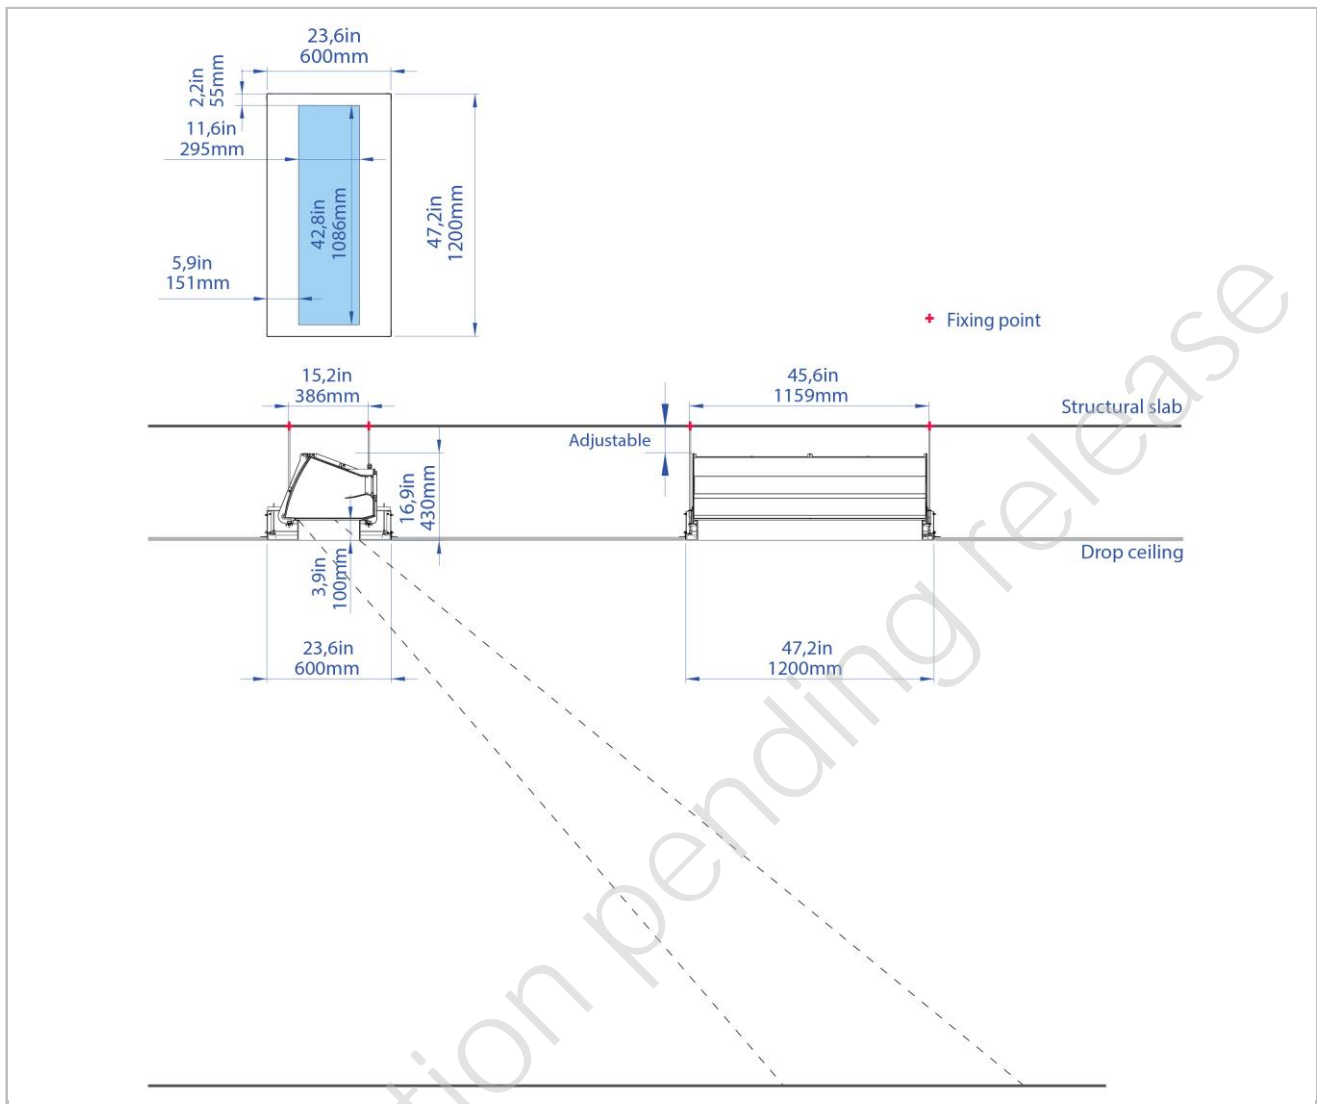 23,6in
600mm
2,2in
55mm
11,6in
295mm
42,8in
1086mm
47,2in
1200mm
5,9in
151mm
Fixing point
15,2in
386mm
45,6in
1159mm
Structural slab
Adjustable
16,9in
430mm
Drop ceiling
3,9in
100mm
23,6in
600mm
47,2in
1200mm
tion pending release